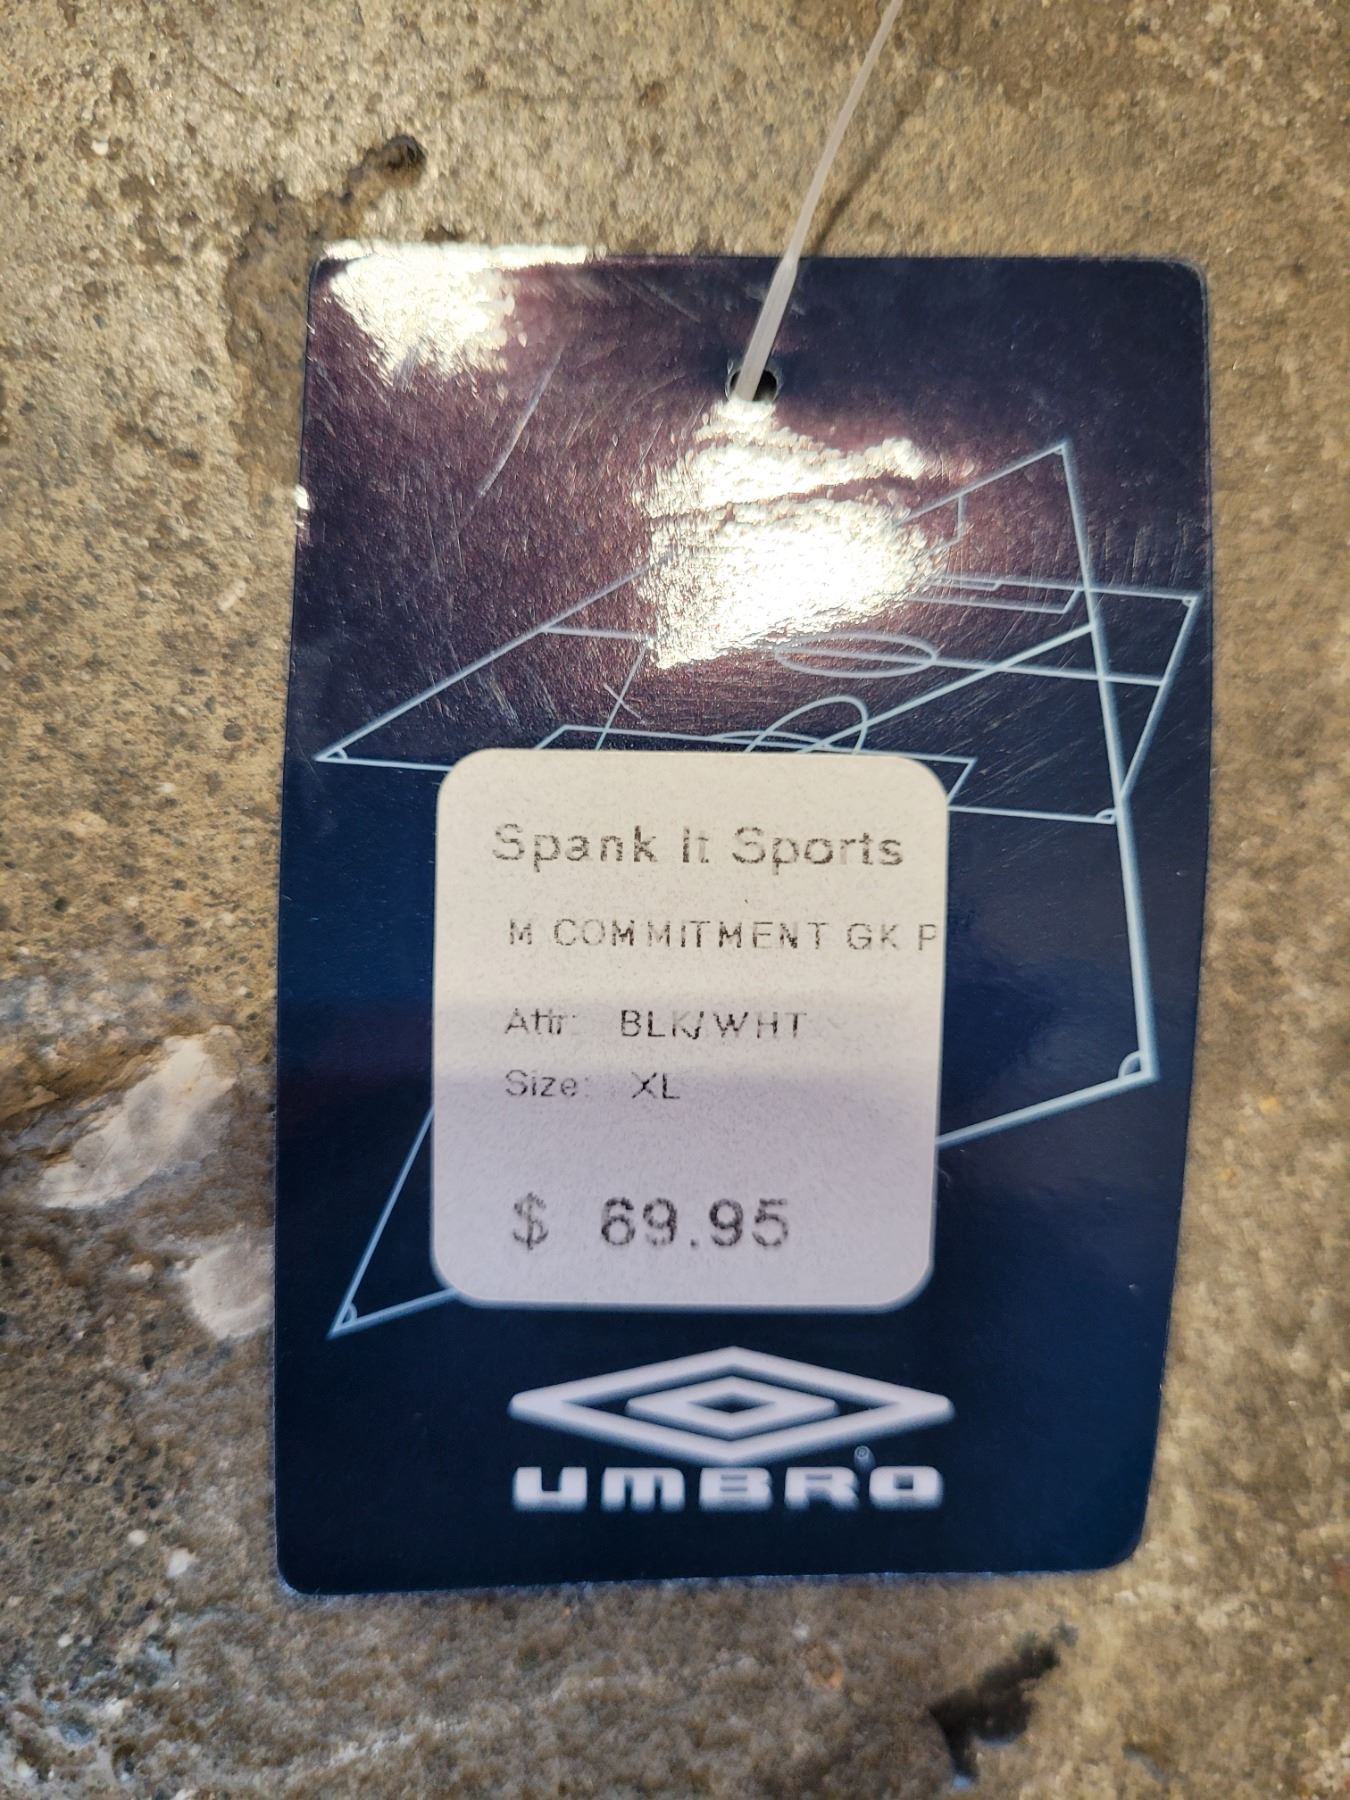 Spank It Sports
M COMMITMENT GK P
Attr: BLK/WHT
Size: XL
$ 69.95
UMBRO®